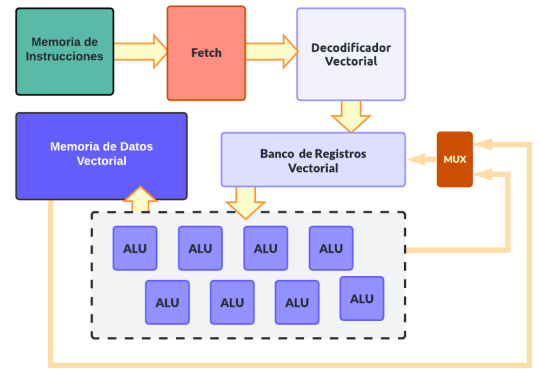 Memoria de
Instrucciones
Fetch
Decodificador
Vectorial
Memoria de Datos
Vectorial
Banco de Registros
Vectorial
MUX
ALU
ALU
ALU
ALU
ALU
ALU
ALU
ALU